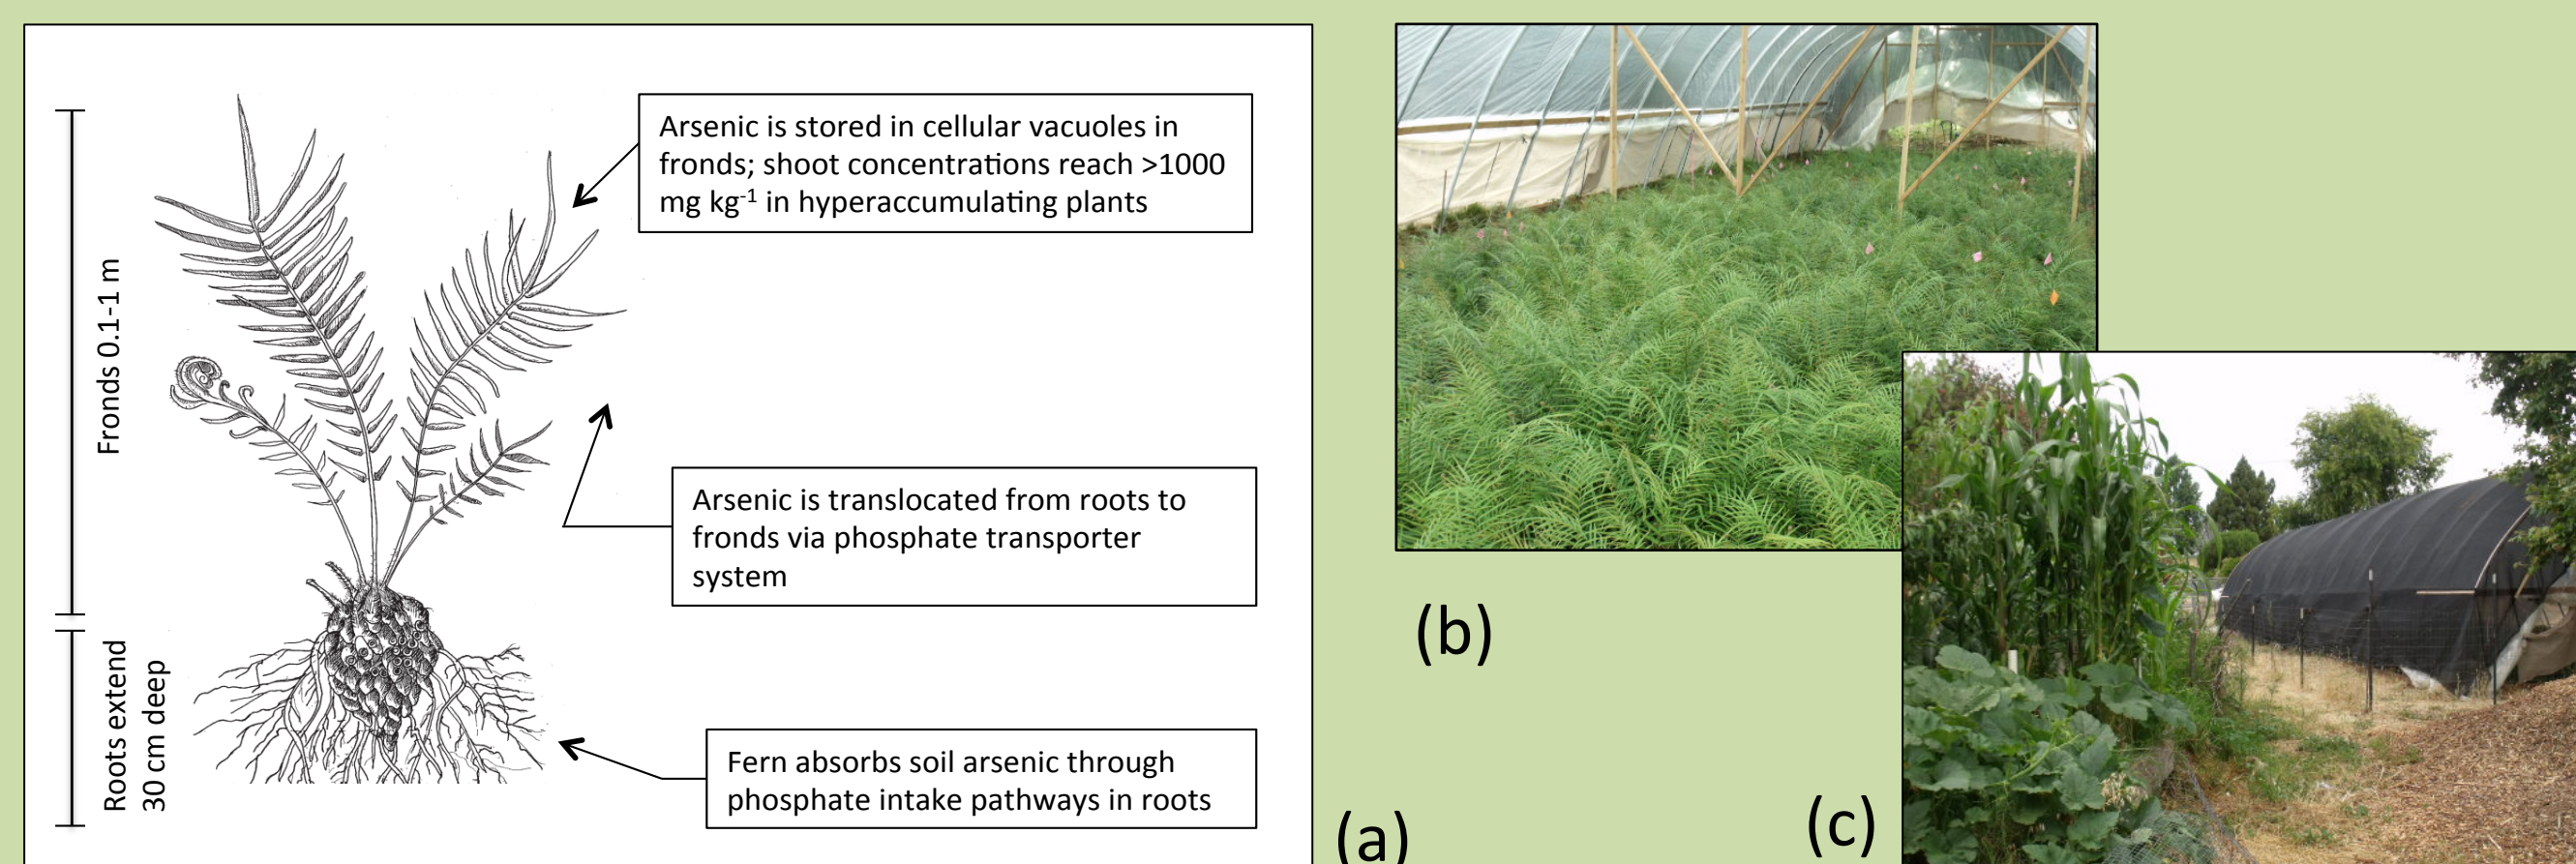 Fronds 0.1-1 m
Roots extend
30 cm deep
Arsenic is stored in cellular vacuoles in
fronds; shoot concentrations reach >1000
mg kg⁻¹ in hyperaccumulating plants
Arsenic is translocated from roots to
fronds via phosphate transporter
system
Fern absorbs soil arsenic through
phosphate intake pathways in roots
(a)
(b)
(c)